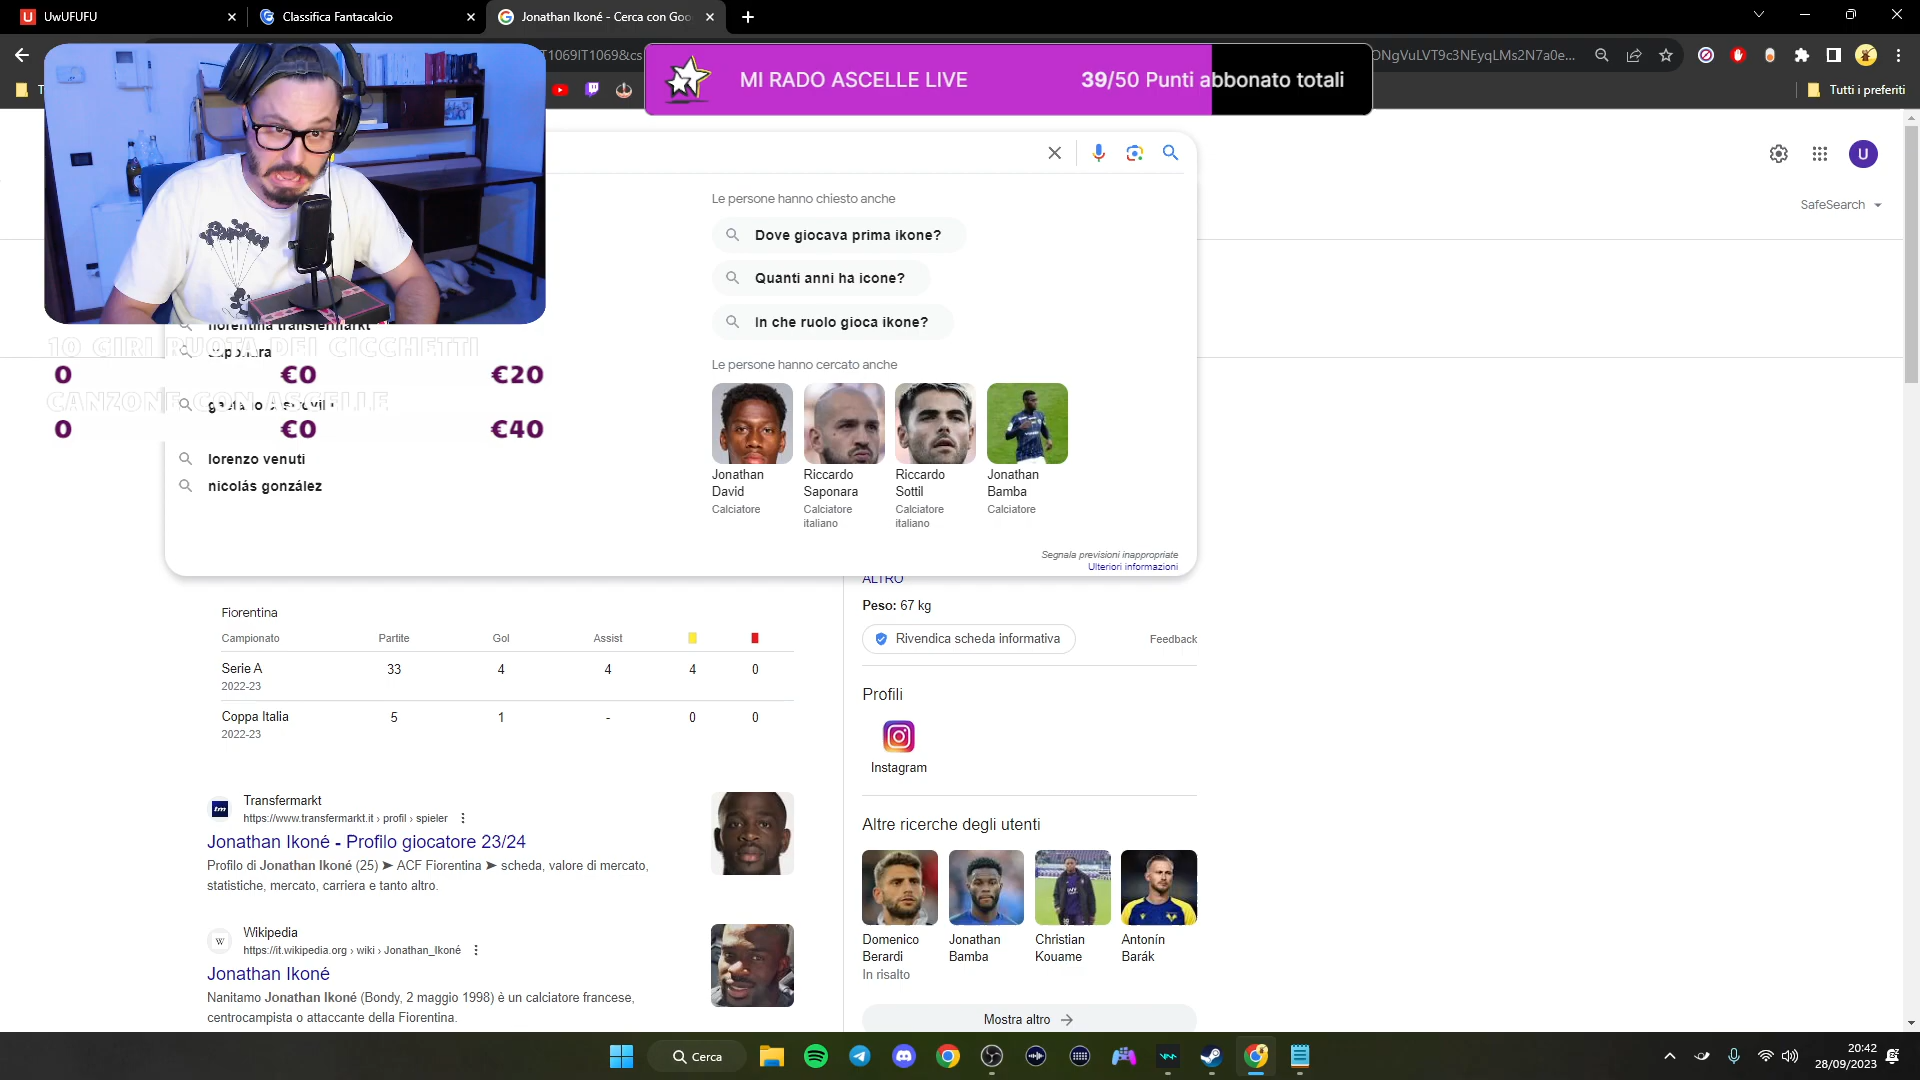 UwUFUFU
Classifica Fantacalcio
Jonathan Ikoné - Cerca con Goo
T1069IT1069&cs
DNgVuLVT9c3NEyqLMs2N7a0e...
MI RADO ASCELLE LIVE
39/50 Punti abbonato totali
Tutti i preferiti
U
SafeSearch
Le persone hanno chiesto anche
Dove giocava prima ikone?
Quanti anni ha icone?
In che ruolo gioca ikone?
fiorentina transfermarkt
10 GIRI RUOTA DEI CICCHETTI
saponara
0 €0 €20
CANZONE CON ASCELLE
0 €0 €40
lorenzo venuti
nicolás gonzález
Le persone hanno cercato anche
Jonathan David
Calciatore
Riccardo Saponara
Calciatore italiano
Riccardo Sottil
Calciatore italiano
Jonathan Bamba
Calciatore
Segnala previsioni inappropriate
Ulteriori informazioni
Fiorentina
Campionato Partite Gol Assist
Serie A 33 4 4 4 0
2022-23
Coppa Italia 5 1 - 0 0
2022-23
Transfermarkt
https://www.transfermarkt.it › profil › spieler
Jonathan Ikoné - Profilo giocatore 23/24
Profilo di Jonathan Ikoné (25) ➤ ACF Fiorentina ➤ scheda, valore di mercato,
statistiche, mercato, carriera e tanto altro.
Wikipedia
https://it.wikipedia.org › wiki › Jonathan_Ikoné
Jonathan Ikoné
Nanitamo Jonathan Ikoné (Bondy, 2 maggio 1998) è un calciatore francese,
centrocampista o attaccante della Fiorentina.
ALTRO
Peso: 67 kg
Rivendica scheda informativa
Feedback
Profili
Instagram
Altre ricerche degli utenti
Domenico Berardi
In risalto
Jonathan Bamba
Christian Kouame
Antonín Barák
Mostra altro
Cerca
20:42
28/09/2023